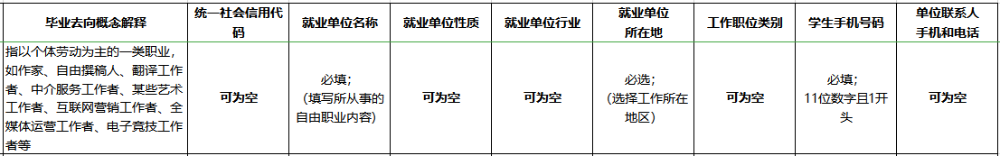 毕业去向概念解释
统一社会信用代
码
就业单位名称
就业单位性质
就业单位行业
就业单位
所在地
工作职位类别
学生手机号码
单位联系人
手机和电话
指以个体劳动为主的一类职业，
如作家、自由撰稿人、翻译工作
者、中介服务工作者、某些艺术
工作者、互联网营销工作者、全
媒体运营工作者、电子竞技工作
者等
可为空
必填；
（填写所从事的
自由职业内容）
可为空
可为空
必选；
（选择工作所在
地区）
可为空
必填；
11位数字且1开
头
可为空